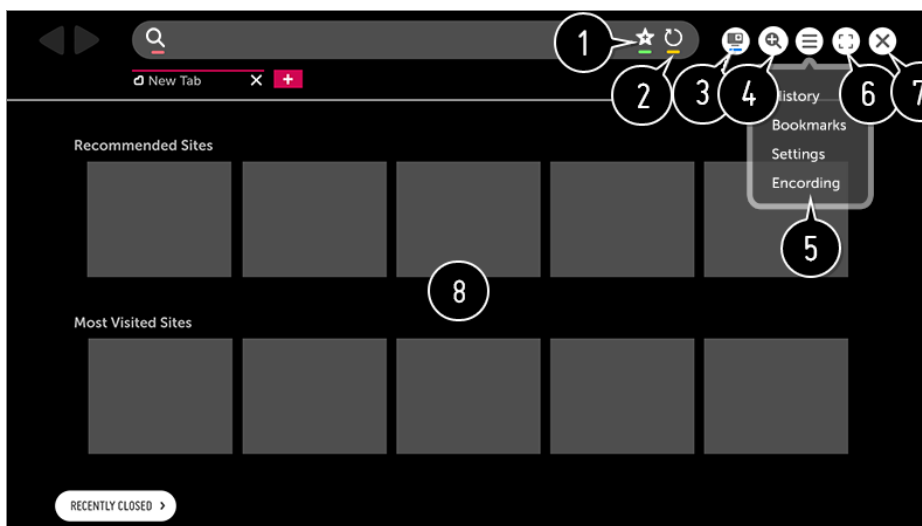 1
New Tab
2
3
4
History
6
7
Bookmarks
Settings
Encording
5
Recommended Sites
8
Most Visited Sites
RECENTLY CLOSED